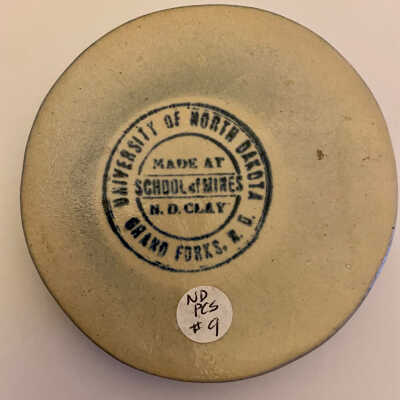 UNIVERSITY OF NORTH DAKOTA
MADE AT
SCHOOL of MINES
N. D. CLAY
GRAND FORKS, N. D.
ND
PCS
# 9